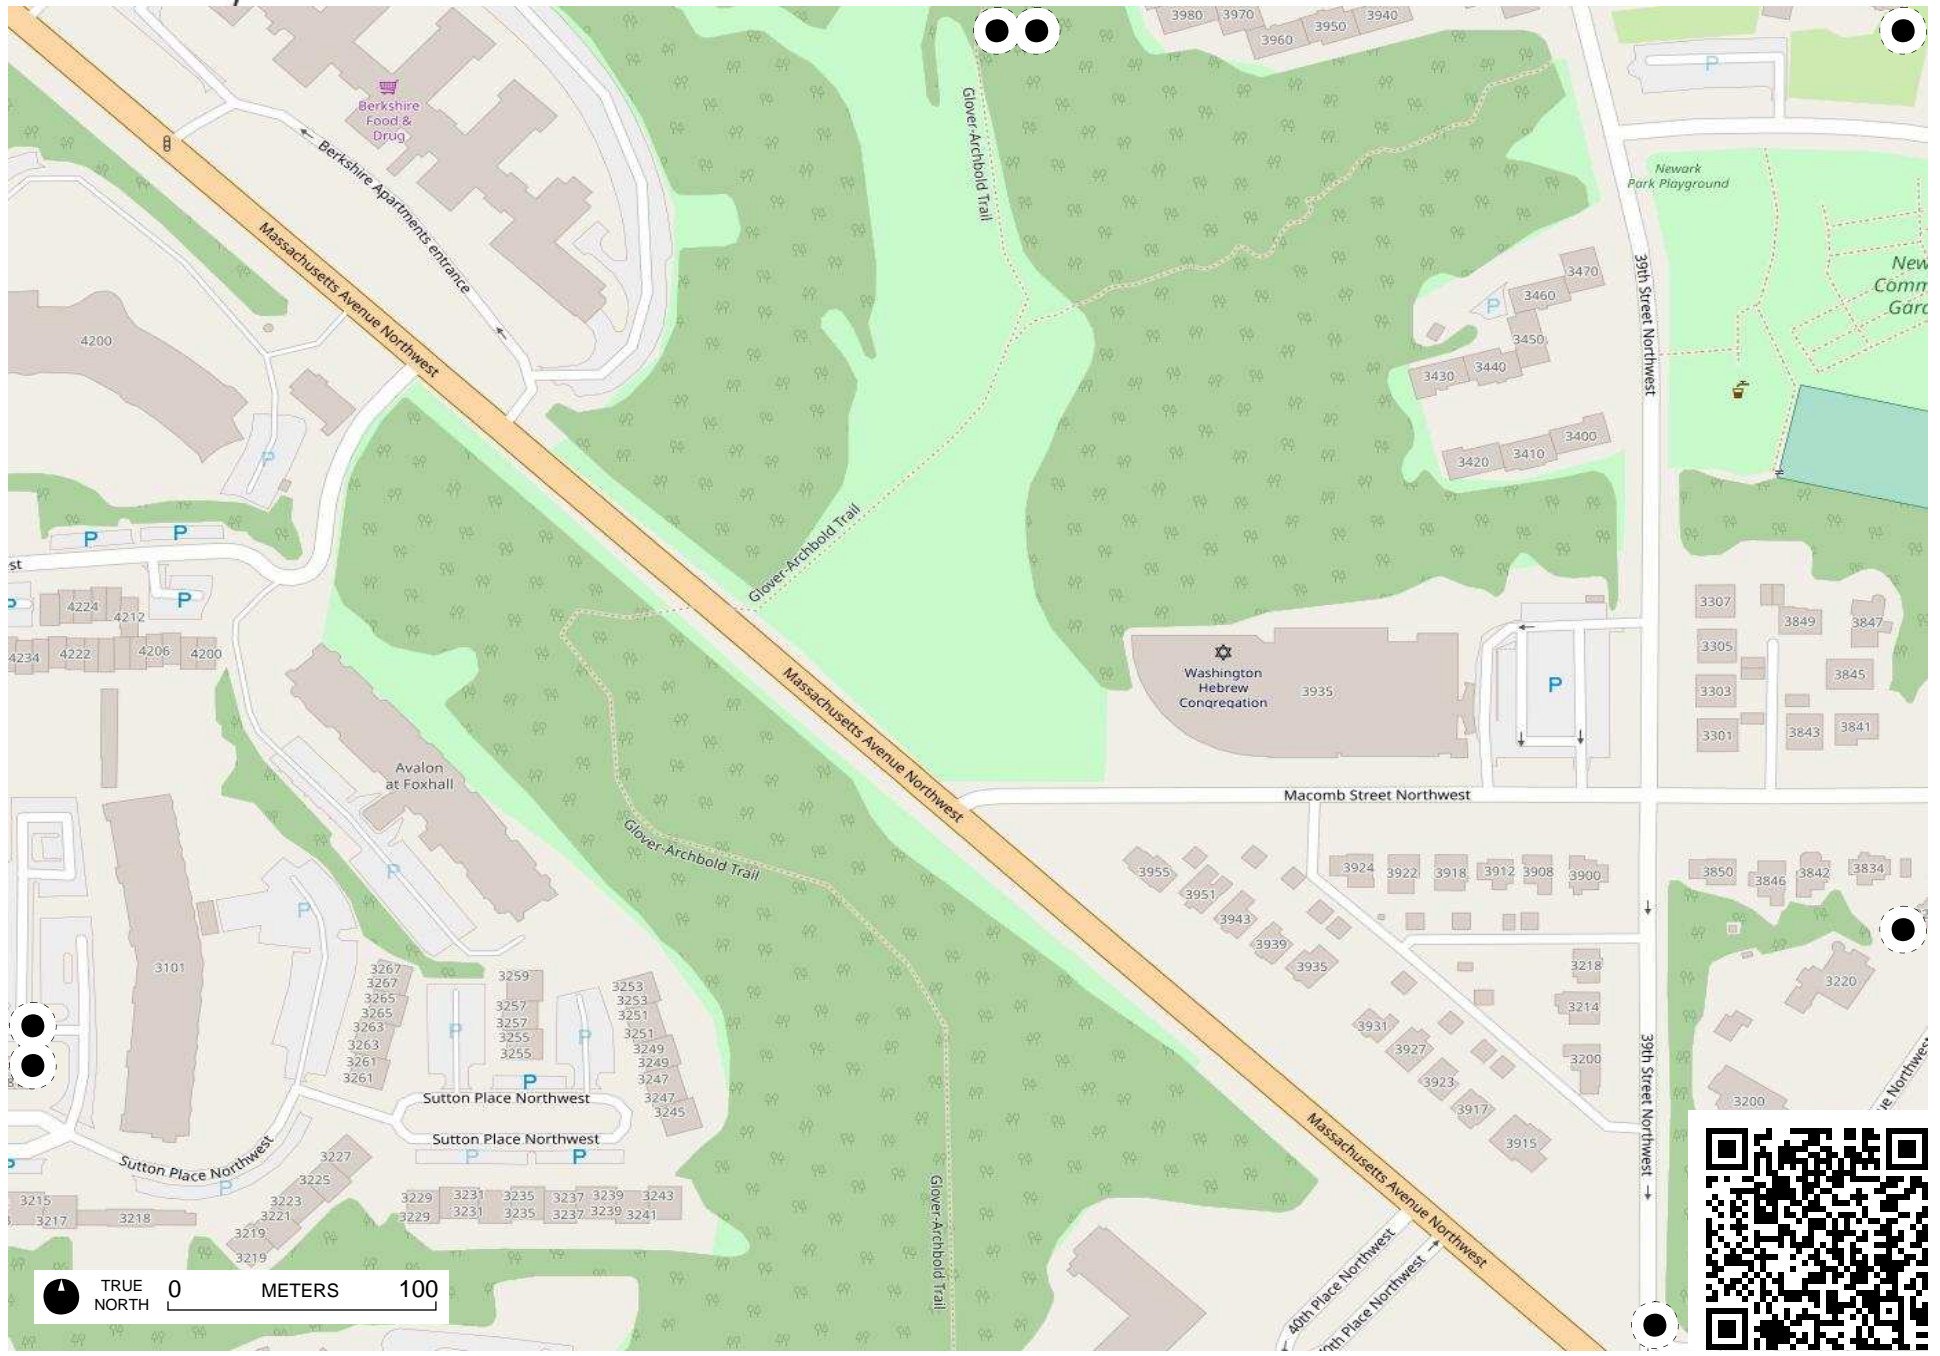 3980
3970
3960
3950
3940
P
Berkshire
Food &
Drug
Glover-Archbold Trail
Berkshire Apartments entrance
Newark
Park Playground
Massachusetts Avenue Northwest
39th Street Northwest
New
Comm
Gard
3470
3460
P
3450
3440
3430
3400
3410
3420
4200
P
Glover-Archbold Trail
P
P
st
P
P
4224
4212
4234
4222
4206
4200
3307
3305
3303
3301
3849
3847
3845
3843
3841
Washington
Hebrew
Congregation
3935
P
Massachusetts Avenue Northwest
Avalon
at Foxhall
P
Macomb Street Northwest
Glover-Archbold Trail
3955
3951
3943
3939
3935
3924
3922
3918
3912
3908
3900
3850
3846
3842
3834
P
3101
3218
3214
3200
3220
3267
3267
3265
3265
3263
3263
3261
3261
3259
3257
3257
3255
3255
3253
3253
3251
3251
3249
3249
3247
3247
3245
P
P
P
3931
3927
3923
3917
3915
39th Street Northwest
3200
ue Northwest
Sutton Place Northwest
Sutton Place Northwest
P
P
Sutton Place Northwest
P
P
3227
3225
3223
3221
3219
3219
3215
3217
3218
3229
3229
3231
3231
3235
3235
3237
3237
3239
3239
3243
3241
Massachusetts Avenue Northwest
Glover-Archbold Trail
40th Place Northwest
0th Place Northwest
TRUE
NORTH
0 METERS 100